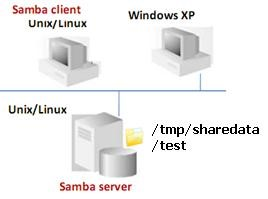 Samba client
Unix/Linux
Windows XP
Unix/Linux
/tmp/sharedata
/test
Samba server